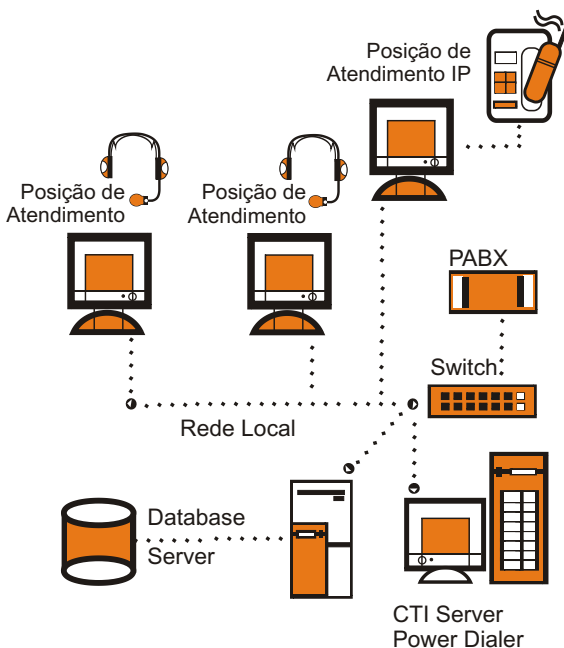 Posição de
Atendimento IP
Posição de
Atendimento
Posição de
Atendimento
PABX
Switch
Rede Local
Database
Server
CTI Server
Power Dialer